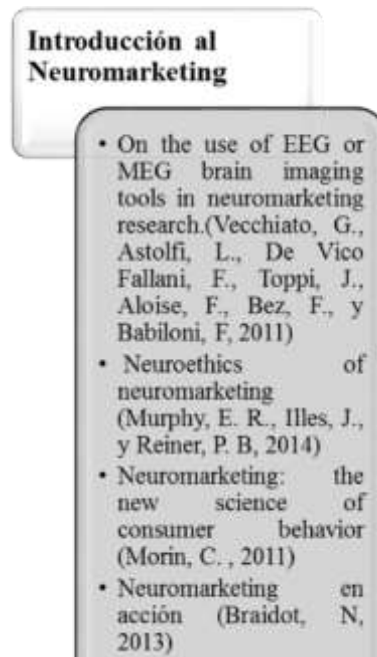 Introducción al
Neuromarketing
• On the use of EEG or
MEG brain imaging
tools in neuromarketing
research.(Vecchiato, G.,
Astolfi, L., De Vico
Fallani, F., Toppi, J.,
Aloise, F., Bez, F., y
Babiloni, F, 2011)
• Neuroethics of
neuromarketing
(Murphy, E. R., Illes, J.,
y Reiner, P. B, 2014)
• Neuromarketing: the
new science of
consumer behavior
(Morin, C. , 2011)
• Neuromarketing en
acción (Braidot, N,
2013)